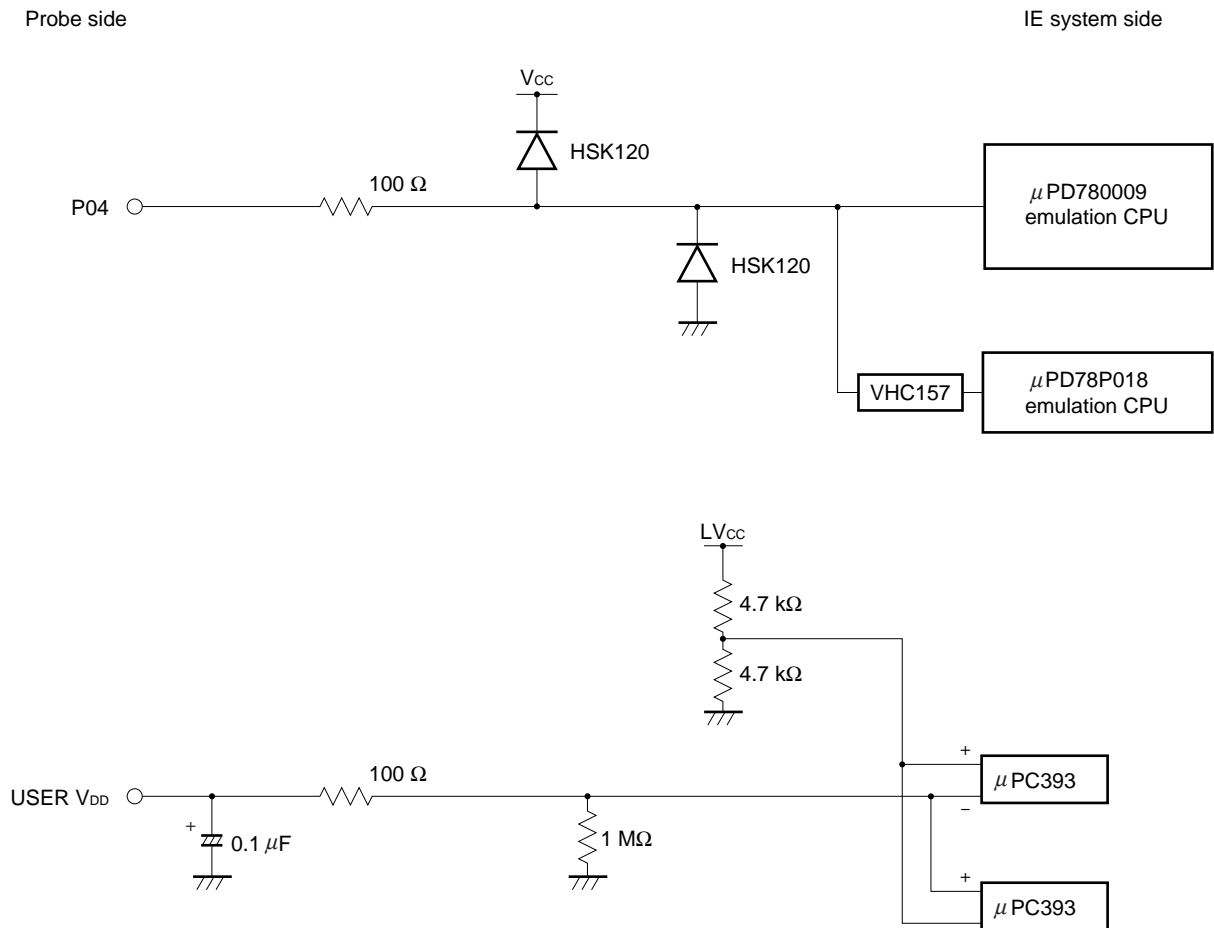 Probe side
IE system side
VCC
HSK120
100 Ω
P04
μPD780009
emulation CPU
HSK120
VHC157
μPD78P018
emulation CPU
LVCC
4.7 kΩ
4.7 kΩ
100 Ω
USER VDD
+
0.1 μF
1 MΩ
+
−
μPC393
+
μPC393